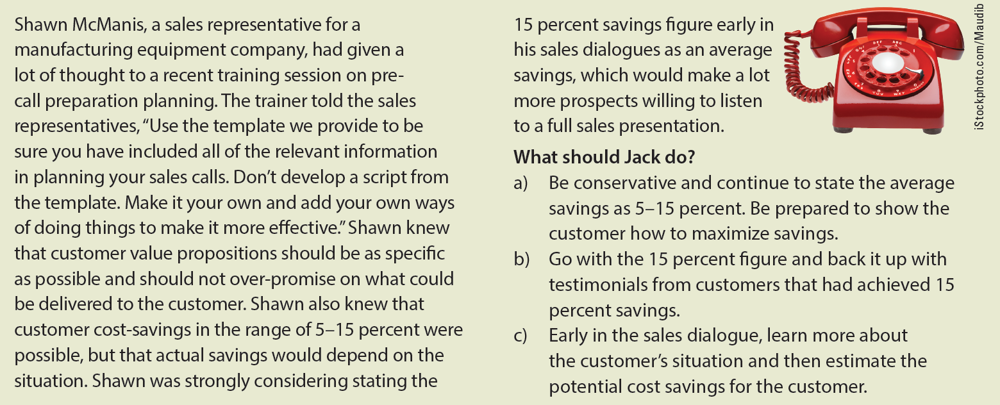 Shawn McManis, a sales representative for a
manufacturing equipment company, had given a
lot of thought to a recent training session on pre-
call preparation planning. The trainer told the sales
representatives, “Use the template we provide to be
sure you have included all of the relevant information
in planning your sales calls. Don’t develop a script from
the template. Make it your own and add your own ways
of doing things to make it more effective.” Shawn knew
that customer value propositions should be as specific
as possible and should not over-promise on what could
be delivered to the customer. Shawn also knew that
customer cost-savings in the range of 5–15 percent were
possible, but that actual savings would depend on the
situation. Shawn was strongly considering stating the
15 percent savings figure early in
his sales dialogues as an average
savings, which would make a lot
more prospects willing to listen
to a full sales presentation.
What should Jack do?
a) Be conservative and continue to state the average
savings as 5–15 percent. Be prepared to show the
customer how to maximize savings.
b) Go with the 15 percent figure and back it up with
testimonials from customers that had achieved 15
percent savings.
c) Early in the sales dialogue, learn more about
the customer’s situation and then estimate the
potential cost savings for the customer.
iStockphoto.com/Maudib